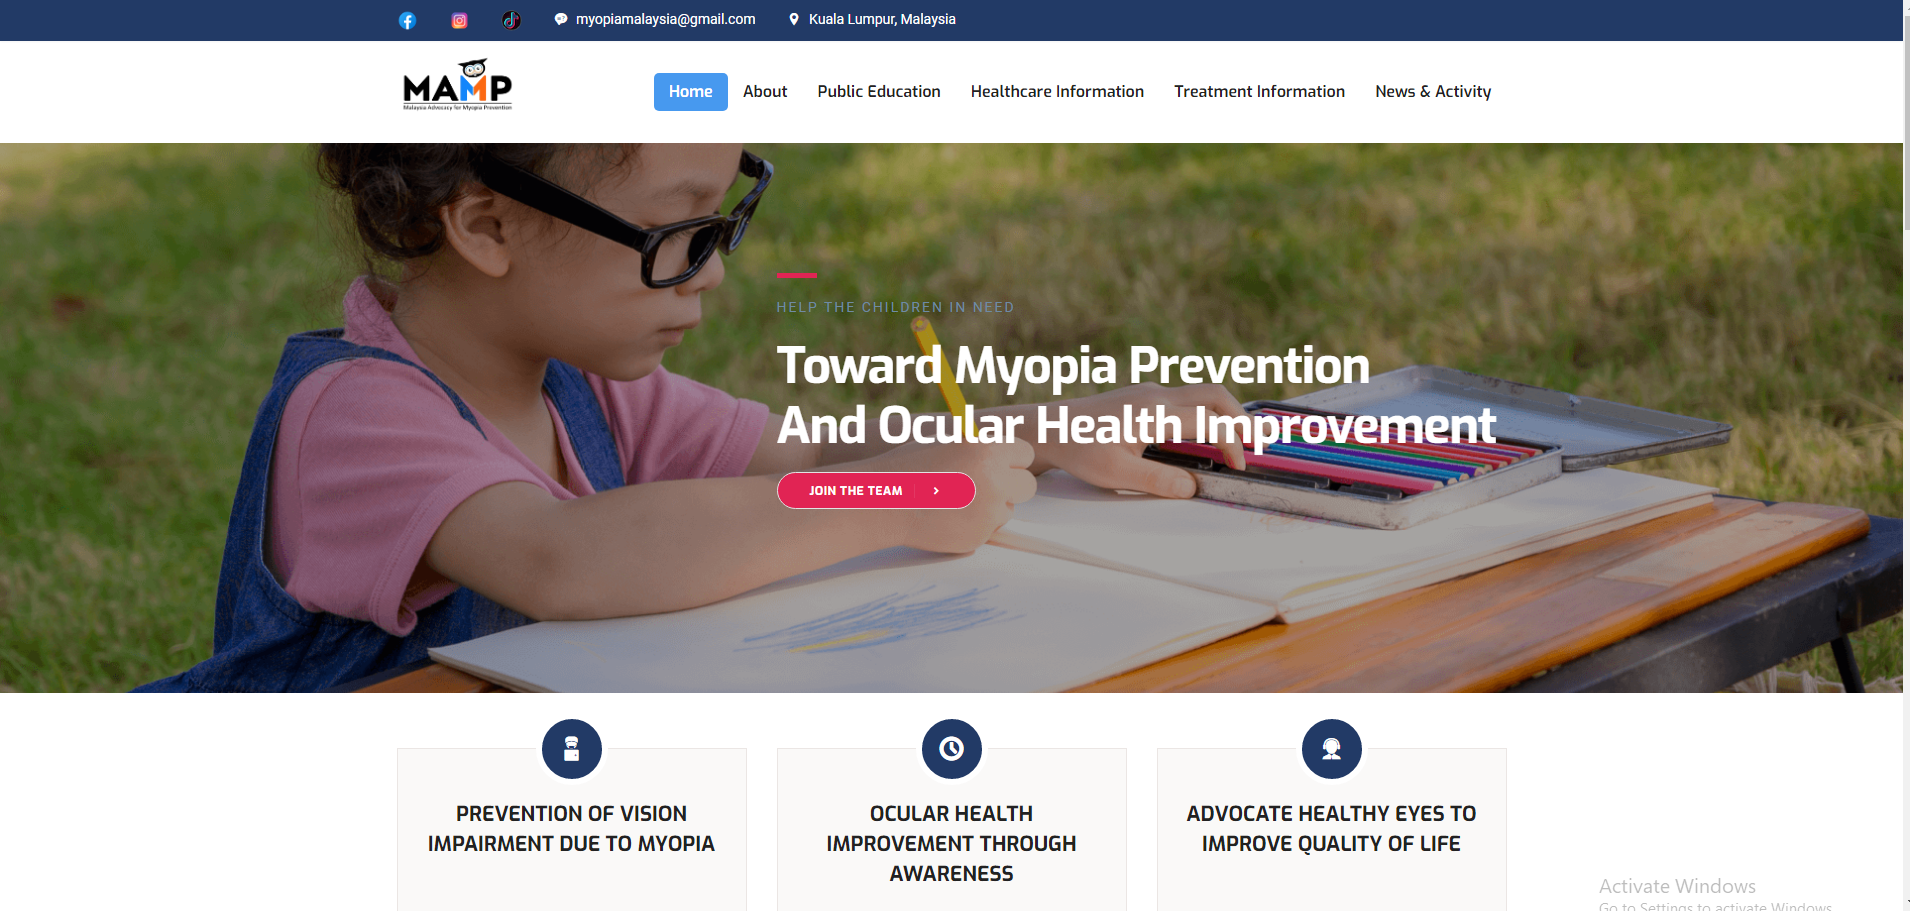 myopiamalaysia@gmail.com
Kuala Lumpur, Malaysia
MAMP
Malaysia Advocacy for Myopia Prevention
Home
About
Public Education
Healthcare Information
Treatment Information
News & Activity
HELP THE CHILDREN IN NEED
Toward Myopia Prevention
And Ocular Health Improvement
JOIN THE TEAM
PREVENTION OF VISION
IMPAIRMENT DUE TO MYOPIA
OCULAR HEALTH
IMPROVEMENT THROUGH
AWARENESS
ADVOCATE HEALTHY EYES TO
IMPROVE QUALITY OF LIFE
Activate Windows
Go to Settings to activate Windows.